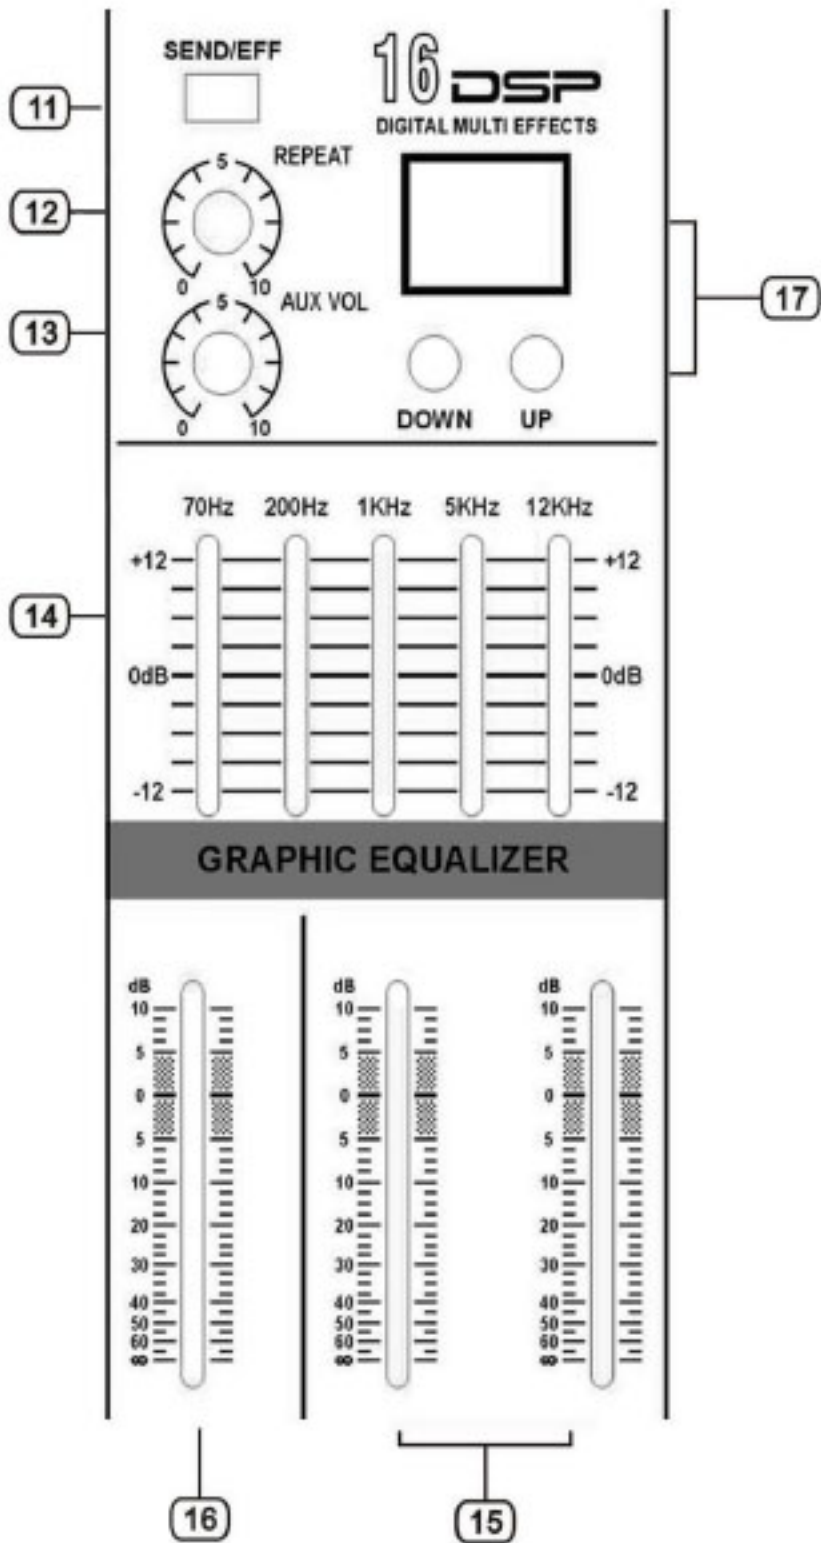 SEND/EFF
16 DSP
DIGITAL MULTI EFFECTS
11
REPEAT
5
0 10
12
17
AUX VOL
5
0 10
13
DOWN UP
70Hz 200Hz 1KHz 5KHz 12KHz
+12 +12
14
0dB 0dB
-12 -12
GRAPHIC EQUALIZER
dB dB dB
10 10 10
5 5 5
0 0 0
5 5 5
10 10 10
20 20 20
30 30 30
40 40 40
50 50 50
60 60 60
∞ ∞ ∞
16 15